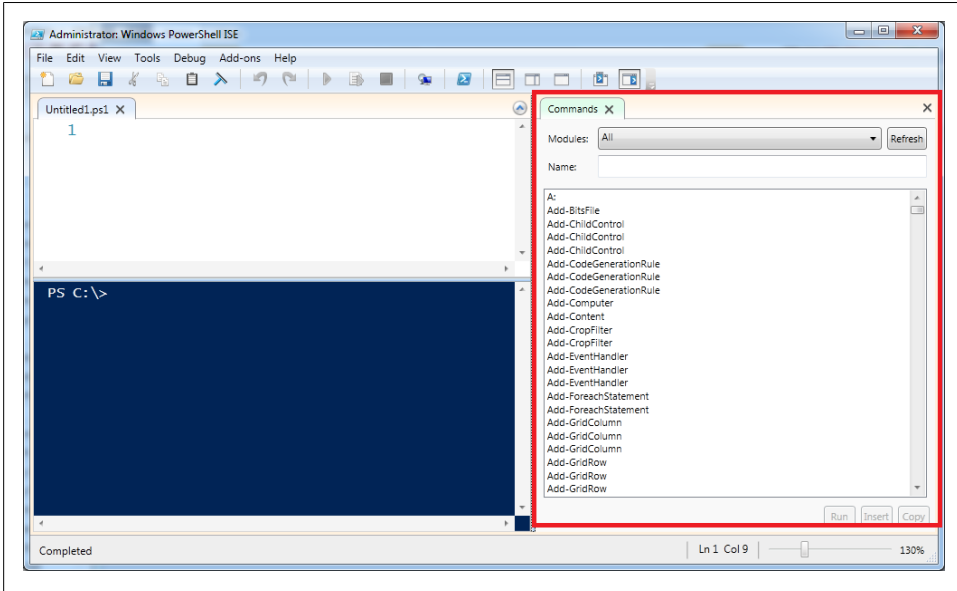 Administrator: Windows PowerShell ISE
File Edit View Tools Debug Add-ons Help
Untitled1.ps1 X
1
PS C:\>
Commands X
Modules: All Refresh
Name:
A:
Add-BitsFile
Add-ChildControl
Add-ChildControl
Add-ChildControl
Add-CodeGenerationRule
Add-CodeGenerationRule
Add-CodeGenerationRule
Add-Computer
Add-Content
Add-CropFilter
Add-CropFilter
Add-EventHandler
Add-EventHandler
Add-EventHandler
Add-ForeachStatement
Add-ForeachStatement
Add-GridColumn
Add-GridColumn
Add-GridColumn
Add-GridRow
Add-GridRow
Add-GridRow
Run Insert Copy
Completed Ln 1 Col 9 130%